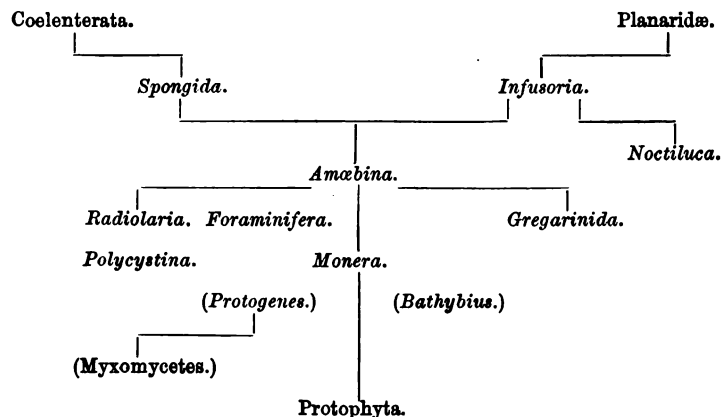 Coelenterata. Planaridæ.
Spongida. Infusoria.
Noctiluca.
Amœbina.
Radiolaria. Foraminifera. Gregarinida.
Polycystina. Monera.
(Protogenes.) (Bathybius.)
(Myxomycetes.)
Protophyta.